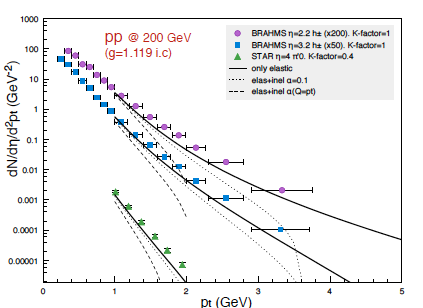 pp @ 200 GeV
(g=1.119 i.c)
BRAHMS η=2.2 h± (x200). K-factor=1
BRAHMS η=3.2 h± (x50). K-factor=1
STAR η=4 π0. K-factor=0.4
only elastic
elas+inel α=0.1
elas+inel α(Q=pt)
dN/dη/d²pt (GeV⁻²)
1000
100
10
1
0.1
0.01
0.001
0.0001
0.00001
0 1 2 3 4 5
pt (GeV)